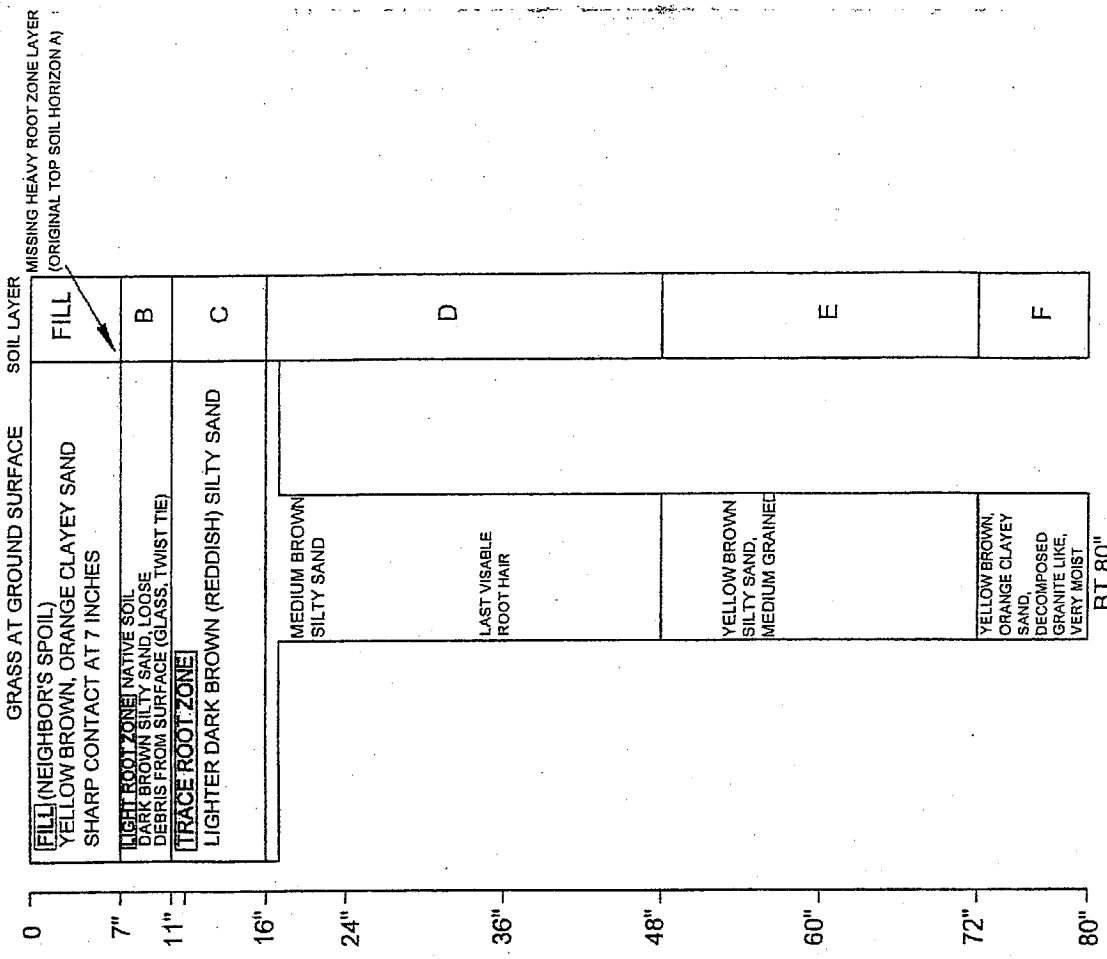 GRASS AT GROUND SURFACE
SOIL LAYER
MISSING HEAVY ROOT ZONE LAYER
(ORIGINAL TOP SOIL HORIZON A)
0
FILL (NEIGHBOR'S SPOIL)
YELLOW BROWN, ORANGE CLAYEY SAND
SHARP CONTACT AT 7 INCHES
FILL
7"
LIGHT ROOT ZONE NATIVE SOIL
DARK BROWN SILTY SAND, LOOSE
DEBRIS FROM SURFACE (GLASS, TWIST TIE)
B
11"
TRACE ROOT ZONE
LIGHTER DARK BROWN (REDDISH) SILTY SAND
C
16"
MEDIUM BROWN
SILTY SAND
D
24"
LAST VISABLE
ROOT HAIR
36"
48"
YELLOW BROWN
SILTY SAND,
MEDIUM GRAINED
E
60"
72"
YELLOW BROWN,
ORANGE CLAYEY
SAND,
DECOMPOSED
GRANITE LIKE,
VERY MOIST
F
80"
BT 80"